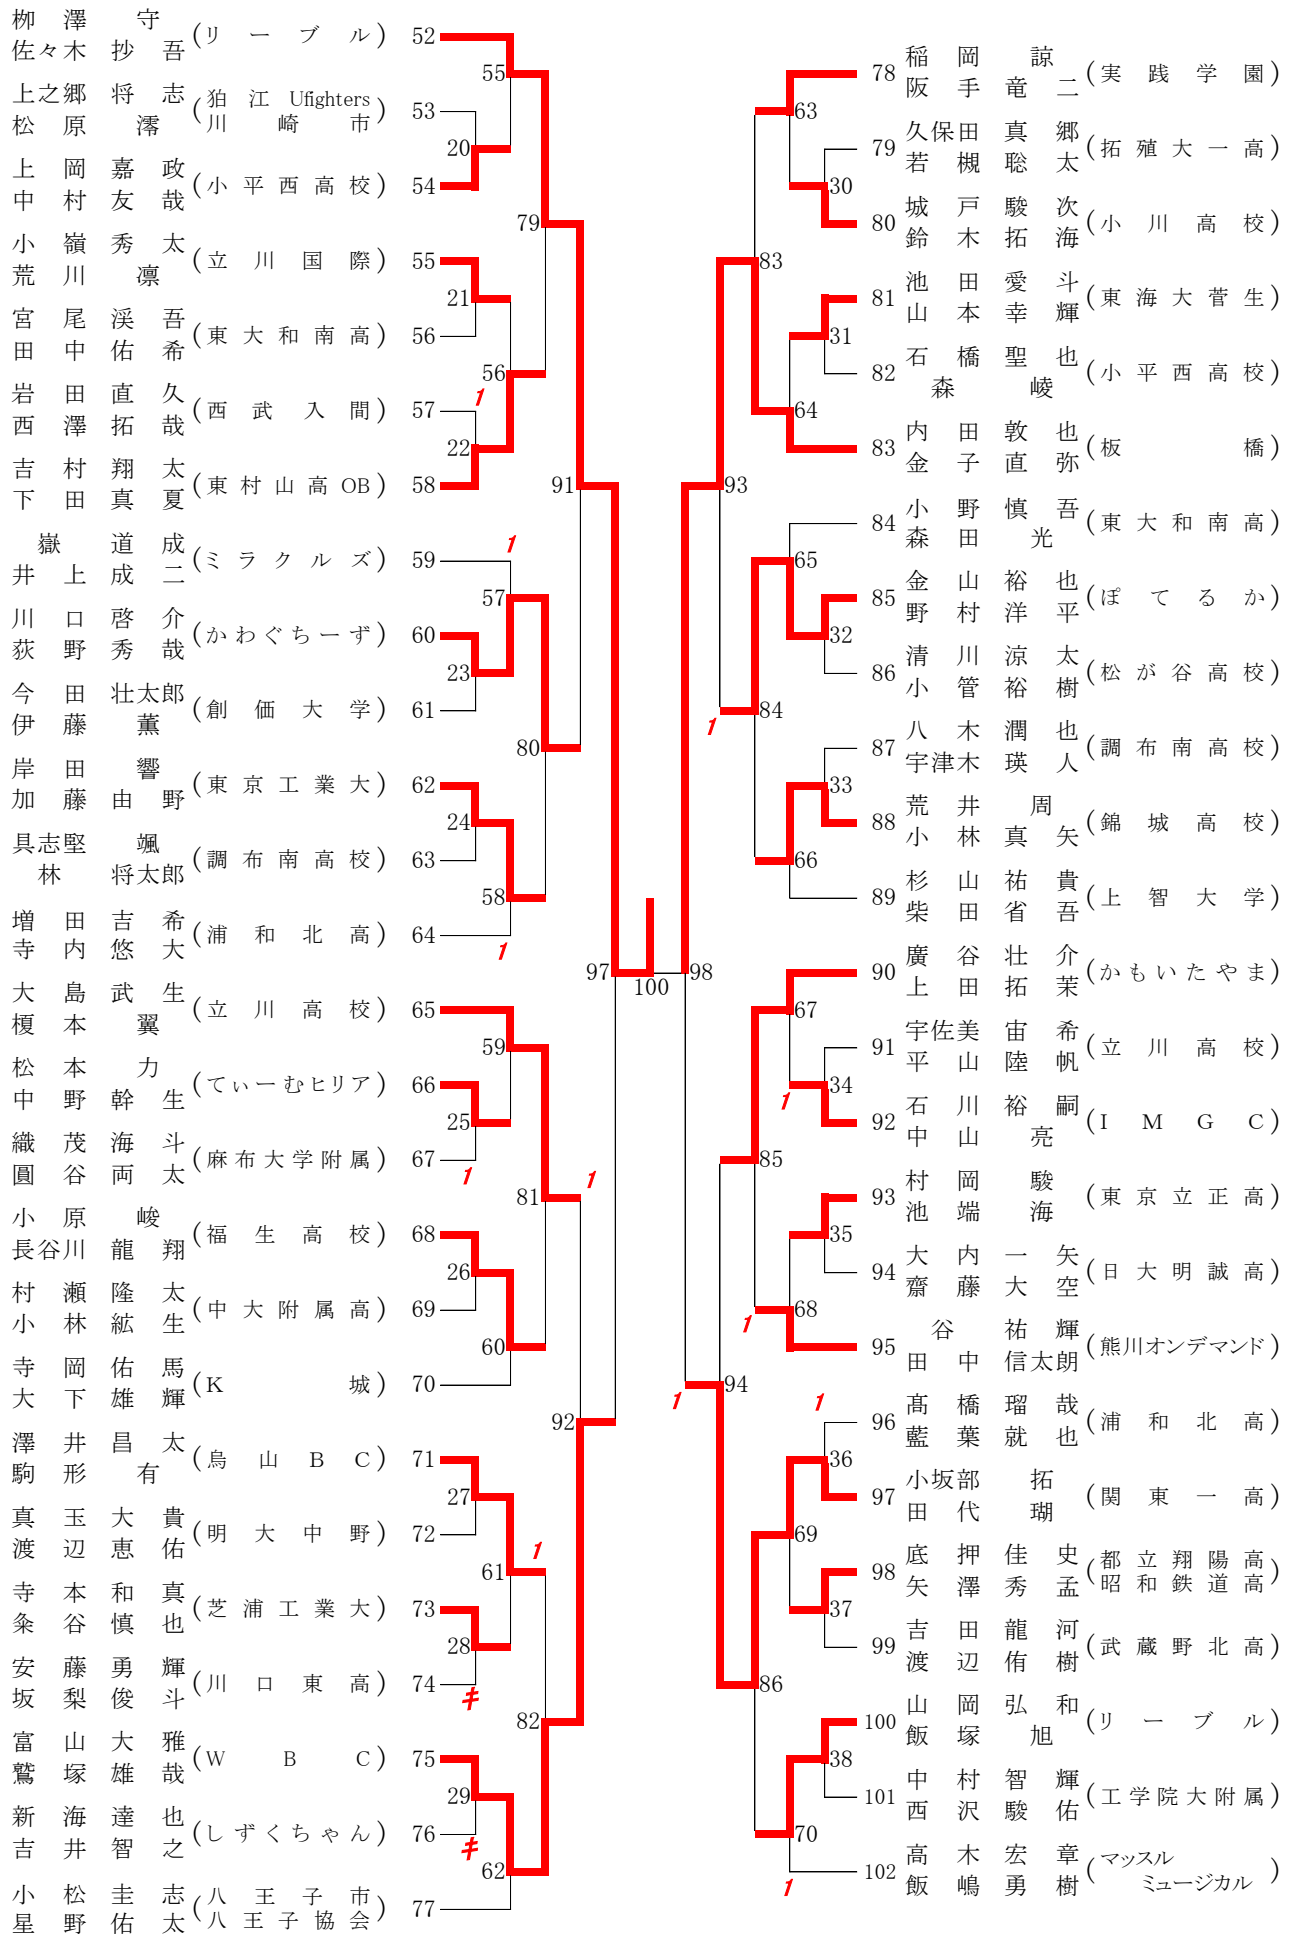 栁澤 守
佐々木 抄吾 (リーブル) 52
上之郷 将志 狛江 Ufighters
松原 澪 川崎市 53
上岡嘉政
中村友哉 (小平西高校) 54
小嶺秀太
荒川 凛 (立川国際) 55
宮尾渓吾
田中佑希 (東大和南高) 56
岩田直久
西澤拓哉 (西武入間) 57
吉村翔太
下田真夏 (東村山高OB) 58
嶽 道成
井上成二 (ミラクルズ) 59
川口啓介
荻野秀哉 (かわぐちーず) 60
今田 壮太郎
伊藤 薫 (創価大学) 61
岸田 響
加藤由野 (東京工業大) 62
具志堅 颯
林 将太郎 (調布南高校) 63
増田吉希
寺内悠大 (浦和北高) 64
大島武生
榎本 翼 (立川高校) 65
松本 力
中野幹生 (てぃーむヒリア) 66
織茂海斗
圓谷両太 (麻布大学附属) 67
小原 峻
長谷川 龍翔 (福生高校) 68
村瀬隆太
小林紘生 (中大附属高) 69
寺岡佑馬
大下雄輝 (K城) 70
澤井昌太
駒形 有 (烏山BC) 71
真玉大貴
渡辺恵佑 (明大中野) 72
寺本和真
粂谷慎也 (芝浦工業大) 73
安藤勇輝
坂梨俊斗 (川口東高) 74
富山大雅
鷲塚雄哉 (WBC) 75
新海達也
吉井智之 (しずくちゃん) 76
小松圭志 八王子市
星野佑太 八王子協会 77
55
20
79
21
56
1
22
91
1
57
23
80
24
58
1
97
59
25
1
81
1
26
60
92
27
1
61
28
82
29
62
100
98
63
30
83
31
64
93
65
32
84
1
33
66
67
34
1
85
35
68
1
94
1
1
36
69
37
86
38
70
1
78 稲岡 諒
阪手竜二 (実践学園)
79 久保田 真郷
若槻聡太 (拓殖大一高)
80 城戸駿次
鈴木拓海 (小川高校)
81 池田愛斗
山本幸輝 (東海大菅生)
82 石橋聖也
森 崚 (小平西高校)
83 内田敦也
金子直弥 (板橋)
84 小野慎吾
森田 光 (東大和南高)
85 金山裕也
野村洋平 (ぽてるか)
86 清川涼太
小管裕樹 (松が谷高校)
87 八木潤也
宇津木 瑛人 (調布南高校)
88 荒井 周
小林真矢 (錦城高校)
89 杉山祐貴
柴田省吾 (上智大学)
90 廣谷壮介
上田拓茉 (かもいたやま)
91 宇佐美 宙希
平山陸帆 (立川高校)
92 石川裕嗣
中山 亮 (IMGC)
93 村岡 駿
池端 海 (東京立正高)
94 大内一矢
齋藤大空 (日大明誠高)
95 谷 祐輝
田中 信太朗 (熊川オンデマンド)
96 髙橋瑠哉
藍葉就也 (浦和北高)
97 小坂部 拓
田代 瑚 (関東一高)
98 底押佳史 都立翔陽高
矢澤秀孟 昭和鉄道高
99 吉田龍河
渡辺侑樹 (武蔵野北高)
100 山岡弘和
飯塚 旭 (リーブル)
101 中村智輝
西沢駿佑 (工学院大附属)
102 高木宏章 マッスル
飯嶋勇樹 ミュージカル